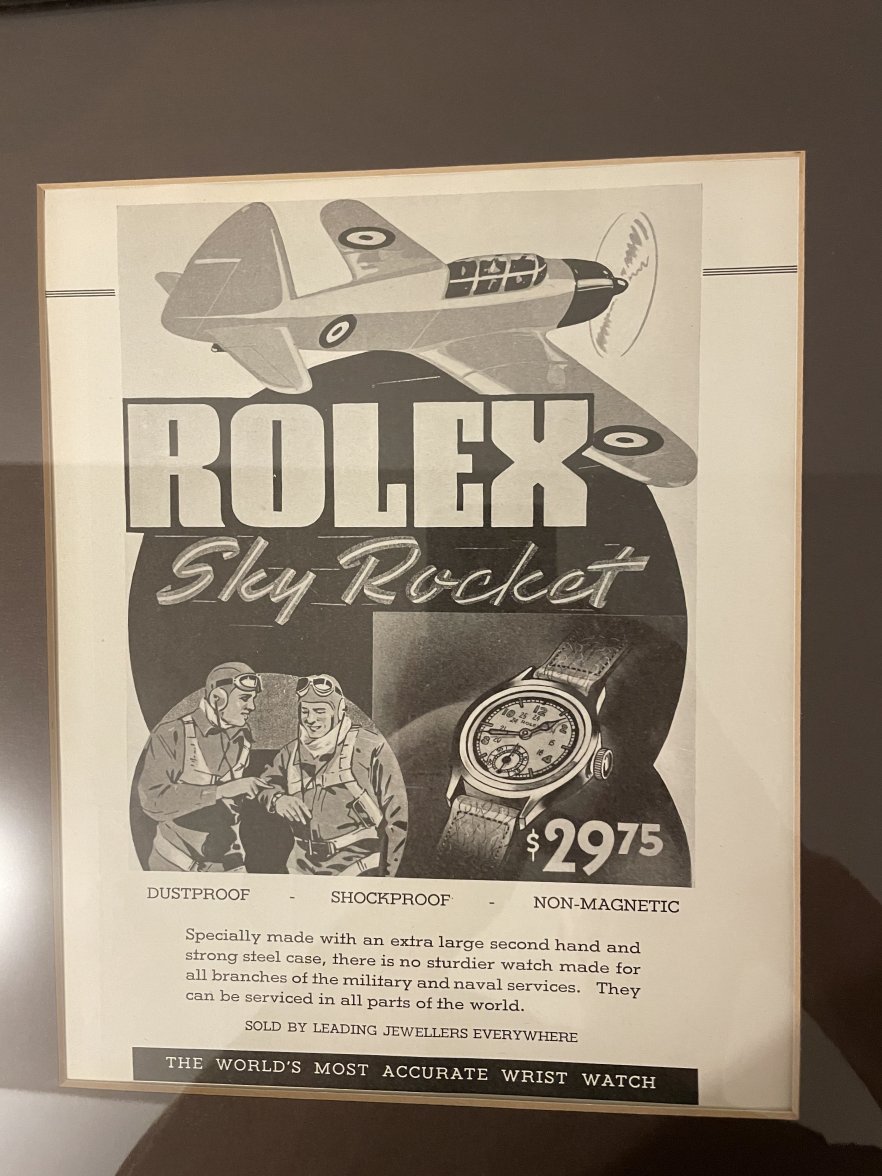 ROLEX
Sky Rocket
$29 75
DUSTPROOF - SHOCKPROOF - NON-MAGNETIC
Specially made with an extra large second hand and
strong steel case, there is no sturdier watch made for
all branches of the military and naval services. They
can be serviced in all parts of the world.
SOLD BY LEADING JEWELLERS EVERYWHERE
THE WORLD'S MOST ACCURATE WRIST WATCH